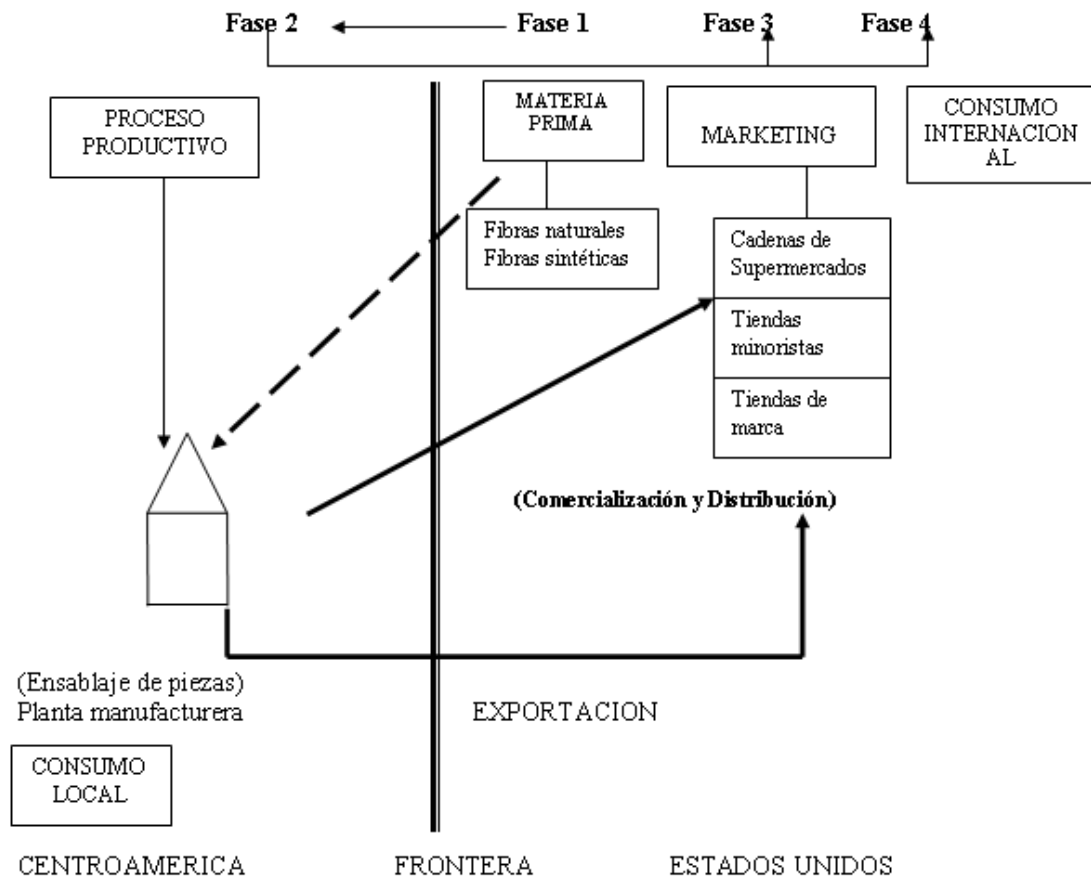 Fase 2
Fase 1
Fase 3
Fase 4
PROCESO
PRODUCTIVO
MATERIA
PRIMA
MARKETING
CONSUMO
INTERNACION
AL
Fibras naturales
Fibras sintéticas
Cadenas de
Supermercados
Tiendas
minoristas
Tiendas de
marca
(Comercialización y Distribución)
(Ensablaje de piezas)
Planta manufacturera
EXPORTACION
CONSUMO
LOCAL
CENTROAMERICA
FRONTERA
ESTADOS UNIDOS